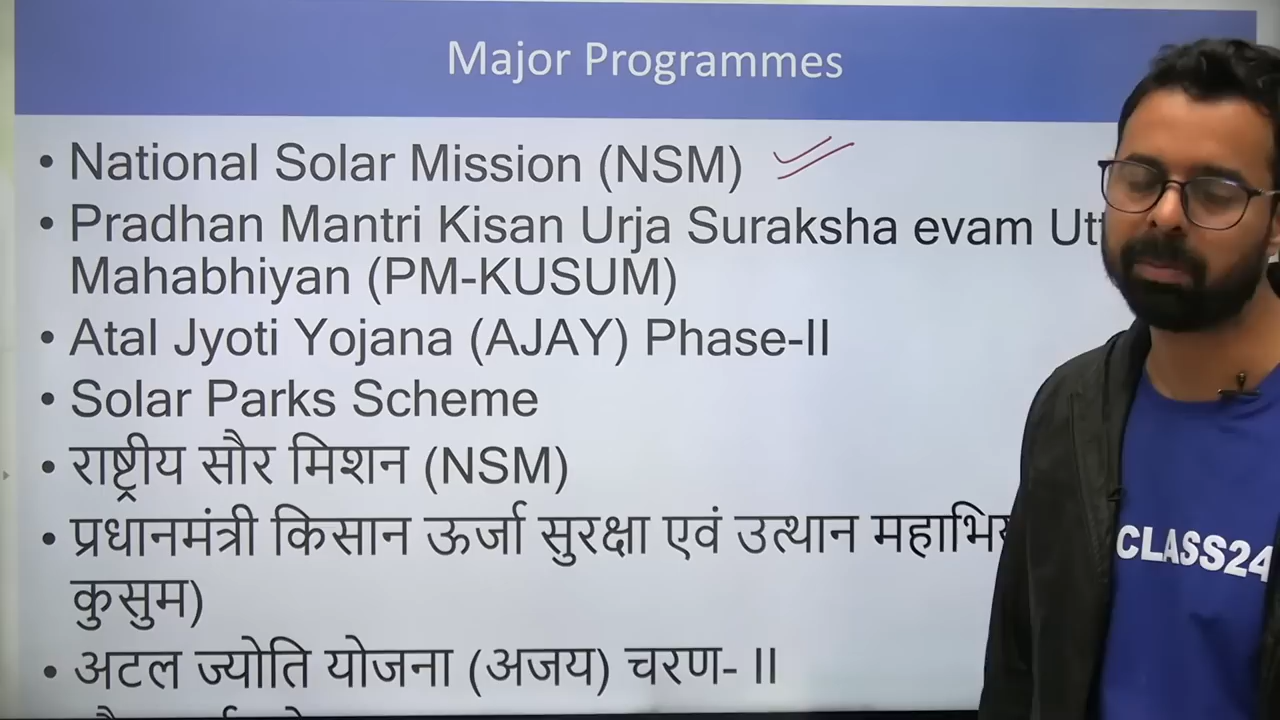 Major Programmes
• National Solar Mission (NSM)
• Pradhan Mantri Kisan Urja Suraksha evam
Mahabhiyan (PM-KUSUM)
• Atal Jyoti Yojana (AJAY) Phase-II
• Solar Parks Scheme
• राष्ट्रीय सौर मिशन (NSM)
• प्रधानमंत्री किसान ऊर्जा सुरक्षा एवं उत्थान
कुसुम)
• अटल ज्योति योजना (अजय) चरण- II
CLASS24